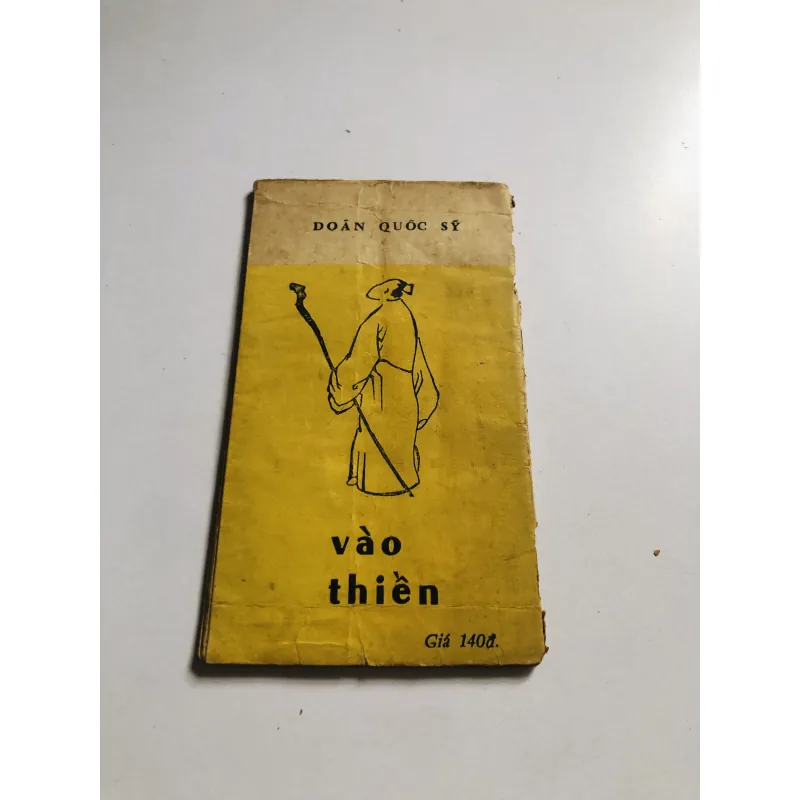 DOÃN QUỐC SỸ
vào
thiền
Giá 140đ.